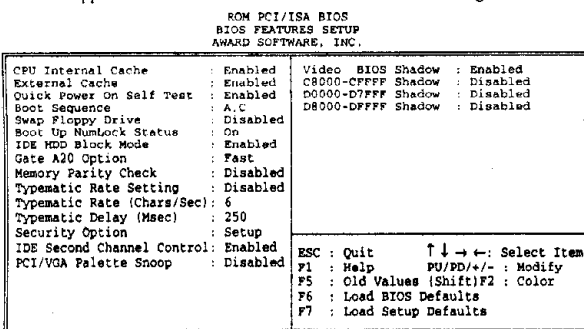 ROM PCI/ISA BIOS
BIOS FEATURES SETUP
AWARD SOFTWARE, INC.
CPU Internal Cache : Enabled
External Cache : Enabled
Quick Power On Self Test : Enabled
Boot Sequence : A,C
Swap Floppy Drive : Disabled
Boot Up NumLock Status : On
IDE HDD Block Mode : Enabled
Gate A20 Option : Fast
Memory Parity Check : Disabled
Typematic Rate Setting : Disabled
Typematic Rate (Chars/Sec): 6
Typematic Delay (Msec) : 250
Security Option : Setup
IDE Second Channel Control: Enabled
PCI/VGA Palette Snoop : Disabled
Video BIOS Shadow : Enabled
C8000-CFFFF Shadow : Disabled
D0000-D7FFF Shadow : Disabled
D8000-DFFFF Shadow : Disabled
ESC : Quit ↑ ↓ → ← : Select Item
F1 : Help PU/PD/+/- : Modify
F5 : Old Values (Shift)F2 : Color
F6 : Load BIOS Defaults
F7 : Load Setup Defaults